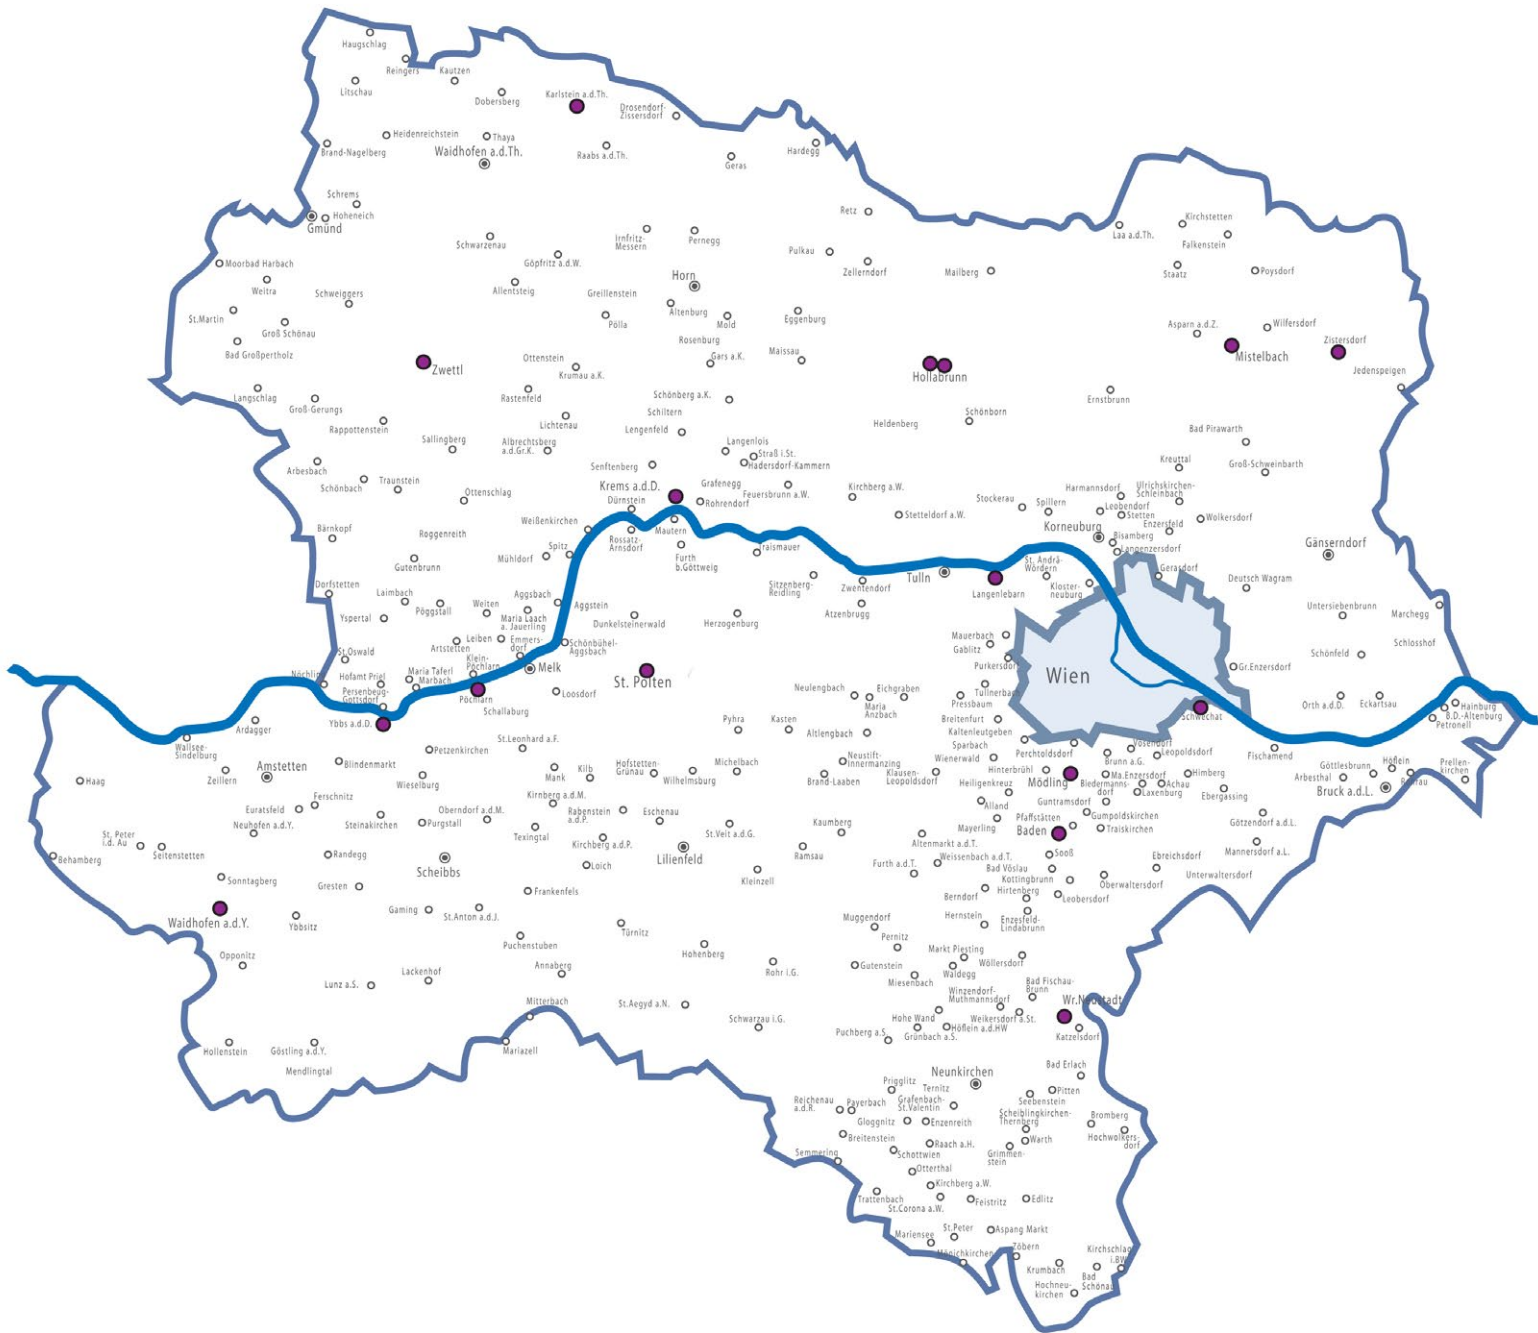 Haugschlag
Reingers
Kautzen
Litschau
Dobersberg
Karlstein a.d.Th.
Drosendorf-
Zissersdorf
Heidenreichstein
Thaya
Brand-Nagelberg
Waidhofen a.d.Th.
Raabs a.d.Th.
Geras
Hardegg
Schrems
Hoheneich
Gmünd
Retz
Kirchstetten
Laa a.d.Th.
Falkenstein
Schwarzenau
Irnfritz-
Messern
Pernegg
Pulkau
Göpfritz a.d.W.
Zellerndorf
Mailberg
Staatz
Poysdorf
Moorbad Harbach
Weitra
Horn
Schweiggers
Allentsteig
Greillenstein
Altenburg
St.Martin
Groß Schönau
Pölla
Mold
Eggenburg
Asparn a.d.Z.
Wilfersdorf
Zistersdorf
Bad Großpertholz
Rosenburg
Mistelbach
Ottenstein
Gars a.K.
Maissau
Zwettl
Krumau a.K.
Hollabrunn
Jedenspeigen
Langschlag
Groß-Gerungs
Rastenfeld
Schönberg a.K.
Ernstbrunn
Schiltern
Schönborn
Rappottenstein
Lichtenau
Lengenfeld
Heldenberg
Bad Pirawarth
Sallingberg
Albrechtsberg
a.d.Gr.K.
Langenlois
Straß i.St.
Hadersdorf-Kammern
Kreuttal
Groß-Schweinbarth
Arbesbach
Schönbach
Traunstein
Senftenberg
Grafenegg
Krems a.d.D.
Feuersbrunn a.W.
Kirchberg a.W.
Harmannsdorf
Ulrichskirchen-
Schleinbach
Ottenschlag
Dürnstein
Rohrendorf
Stockerau
Spillern
Leobendorf
Stetten
Stetteldorf a.W.
Wolkersdorf
Weißenkirchen
Mautern
Korneuburg
Enzersfeld
Bärnkopf
Roggenreith
Rossatz-
Arnsdorf
Bisamberg
Langenzersdorf
Gänserndorf
Spitz
Mühldorf
Furth
b.Göttweig
Traismauer
Gutenbrunn
St. Andrä-
Wördern
Gerasdorf
Tulln
Sitzenberg-
Reidling
Zwentendorf
Langenlebarn
Kloster-
neuburg
Deutsch Wagram
Dorfstetten
Laimbach
Pöggstall
Weiten
Aggsbach
Aggstein
Atzenbrugg
Untersiebenbrunn
Marchegg
Yspertal
Maria Laach
a. Jauerling
Dunkelsteinerwald
Herzogenburg
Leiben
Artstetten
Emmers-
dorf
Schönbühel-
Aggsbach
Mauerbach
Gablitz
Schlosshof
St.Oswald
Klein-
Pöchlarn
Melk
Purkersdorf
Schönfeld
Nöchling
Hofamt Priel
Maria Taferl
Marbach
St. Pölten
Wien
Gr.Enzersdorf
Persenbeug-
Gottsdorf
Pöchlarn
Loosdorf
Neulengbach
Eichgraben
Tullnerbach
Pressbaum
Orth a.d.D.
Eckartsau
Hainburg
B.D.-Altenburg
Petronell
Ybbs a.d.D.
Schallaburg
Maria
Anzbach
Schwechat
Ardagger
Pyhra
Kasten
Altlengbach
Breitenfurt
Kaltenleutgeben
Wallsee-
Sindelburg
Petzenkirchen
St.Leonhard a.F.
Sparbach
Perchtoldsdorf
Vösendorf
Leopoldsdorf
Fischamend
Zeillern
Amstetten
Blindenmarkt
Mank
Kilb
Hofstetten-
Grünau
Wilhelmsburg
Michelbach
Neustift-
Innermanzing
Brand-Laaben
Klausen-
Leopoldsdorf
Wienerwald
Hinterbrühl
Brunn a.G.
Göttlesbrunn
Höflein
Arbesthal
Rohrau
Prellen-
kirchen
Haag
Wieselburg
Mödling
Ma.Enzersdorf
Achau
Himberg
Heiligenkreuz
Biedermanns-
dorf
Laxenburg
Ebergassing
Bruck a.d.L.
Ferschnitz
Euratsfeld
Kirnberg a.d.M.
Oberndorf a.d.M.
Rabenstein
a.d.P.
Eschenau
Alland
Guntramsdorf
Gumpoldskirchen
Neuhofen a.d.Y.
Steinakirchen
Purgstall
Texingtal
St.Veit a.d.G.
Kaumberg
Mayerling
Pfaffstätten
Baden
Traiskirchen
Götzendorf a.d.L.
St. Peter
i.d. Au
Seitenstetten
Behamberg
Randegg
Scheibbs
Kirchberg a.d.P.
Lilienfeld
Ramsau
Altenmarkt a.d.T.
Mannersdorf a.L.
Loich
Furth a.d.T.
Weissenbach a.d.T.
Sooß
Bad Vöslau
Kottingbrunn
Ebreichsdorf
Unterwaltersdorf
Sonntagberg
Gresten
Frankenfels
Kleinzell
Oberwaltersdorf
Berndorf
Hirtenberg
Leobersdorf
Waidhofen a.d.Y.
Ybbsitz
Gaming
St.Anton a.d.J.
Türnitz
Muggendorf
Hernstein
Enzesfeld-
Lindabrunn
Puchenstuben
Hohenberg
Pernitz
Opponitz
Markt Piesting
Wöllersdorf
Lackenhof
Annaberg
Rohr i.G.
Gutenstein
Waldegg
Miesenbach
Lunz a.S.
Bad Fischau-
Brunn
Winzendorf-
Muthmannsdorf
Mitterbach
St.Aegyd a.N.
Wr.Neustadt
Schwarzau i.G.
Hohe Wand
Weikersdorf a.St.
Höflein a.d.HW
Puchberg a.S.
Grünbach a.S.
Katzelsdorf
Hollenstein
Göstling a.d.Y.
Mariazell
Mendlingtal
Bad Erlach
Neunkirchen
Prigglitz
Ternitz
Pitten
Seebenstein
Reichenau
a.d.R.
Payerbach
Grafenbach-
St.Valentin
Gloggnitz
Enzenreith
Scheiblingkirchen-
Thernberg
Bromberg
Breitenstein
Raach a.H.
Warth
Hochwolkers-
dorf
Semmering
Schottwien
Grimmen-
stein
Otterthal
Kirchberg a.W.
Trattenbach
St.Corona a.W.
Feistritz
Edlitz
Mariensee
St.Peter
Aspang Markt
Mönichkirchen
Zöbern
Kirchschlag
i.BW
Krumbach
Bad
Schönau
Hochneu-
kirchen